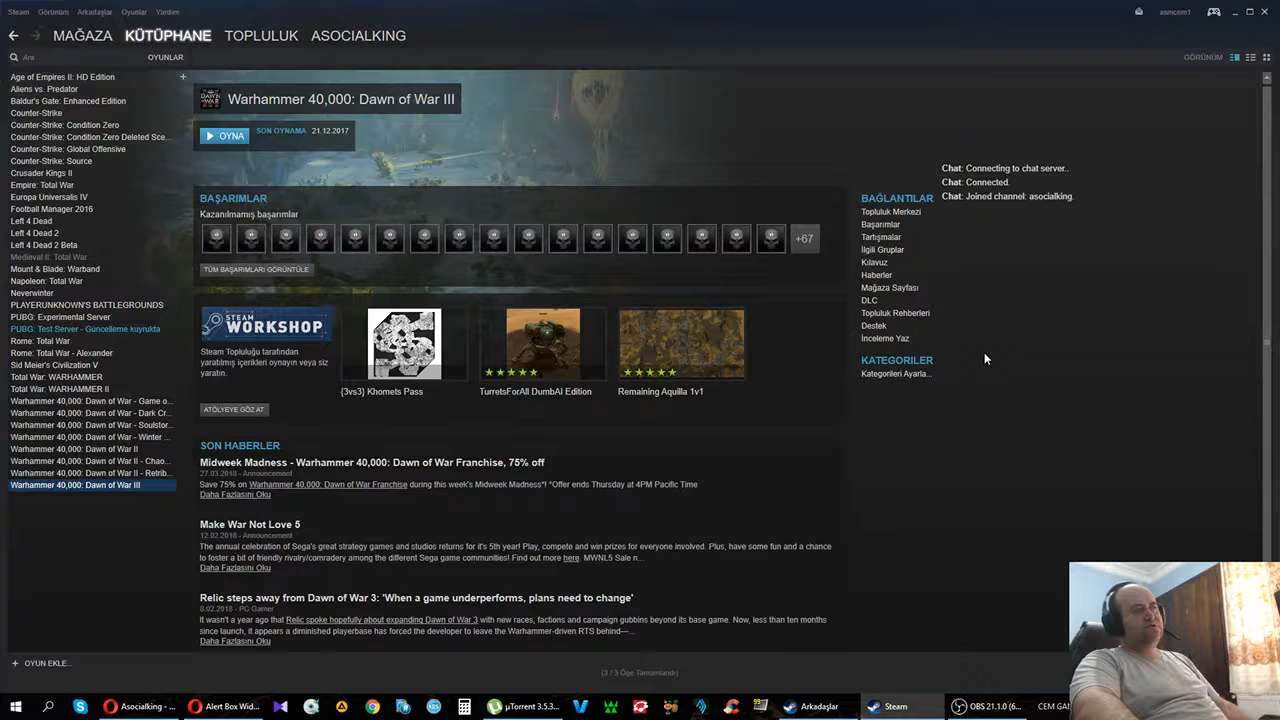 Steam Görünüm Arkadaşlar Oyunlar Yardım
asmcem1
MAĞAZA KÜTÜPHANE TOPLULUK ASOCIALKING
Ara
OYUNLAR
GÖRÜNÜM
Age of Empires II: HD Edition
Aliens vs. Predator
Baldur's Gate: Enhanced Edition
Counter-Strike
Counter-Strike: Condition Zero
Counter-Strike: Condition Zero Deleted Sce...
Counter-Strike: Global Offensive
Counter-Strike: Source
Crusader Kings II
Empire: Total War
Europa Universalis IV
Football Manager 2016
Left 4 Dead
Left 4 Dead 2
Left 4 Dead 2 Beta
Medieval II: Total War
Mount & Blade: Warband
Napoleon: Total War
Neverwinter
PLAYERUNKNOWN'S BATTLEGROUNDS
PUBG: Experimental Server
PUBG: Test Server - Güncelleme kuyrukta
Rome: Total War
Rome: Total War - Alexander
Sid Meier's Civilization V
Total War: WARHAMMER
Total War: WARHAMMER II
Warhammer 40,000: Dawn of War - Game o...
Warhammer 40,000: Dawn of War - Dark Cr...
Warhammer 40,000: Dawn of War - Soulstor...
Warhammer 40,000: Dawn of War - Winter ...
Warhammer 40,000: Dawn of War II
Warhammer 40,000: Dawn of War II - Chao...
Warhammer 40,000: Dawn of War II - Retrib...
Warhammer 40,000: Dawn of War III
+ OYUN EKLE...
Warhammer 40,000: Dawn of War III
OYNA
SON OYNAMA 21.12.2017
BAŞARIMLAR
Kazanılmamış başarımlar
+67
TÜM BAŞARIMLARI GÖRÜNTÜLE
STEAM WORKSHOP
Steam Topluluğu tarafından
yaratılmış içerikleri oynayın veya siz
yaratın.
{3vs3} Khomets Pass
TurretsForAll DumbAI Edition
Remaining Aquilla 1v1
ATÖLYEYE GÖZ AT
SON HABERLER
Midweek Madness - Warhammer 40,000: Dawn of War Franchise, 75% off
27.03.2018 - Announcement
Save 75% on Warhammer 40,000: Dawn of War Franchise during this week's Midweek Madness*! *Offer ends Thursday at 4PM Pacific Time
Daha Fazlasını Oku
Make War Not Love 5
12.02.2018 - Announcement
The annual celebration of Sega's great strategy games and studios returns for it's 5th year! Play, compete and win prizes for everyone involved. Plus, have some fun and a chance
to foster a bit of friendly rivalry/comradery among the different Sega game communities! Find out more here. MWNL5 Sale n...
Daha Fazlasını Oku
Relic steps away from Dawn of War 3: 'When a game underperforms, plans need to change'
8.02.2018 - PC Gamer
It wasn't a year ago that Relic spoke hopefully about expanding Dawn of War 3 with new races, factions and campaign gubbins beyond its base game. Now, less than ten months
since launch, it appears a diminished playerbase has forced the developer to leave the Warhammer-driven RTS behind—...
Daha Fazlasını Oku
(3 / 3 Öge Tamamlandı)
Chat: Connecting to chat server..
Chat: Connected.
Chat: Joined channel: asocialking.
BAĞLANTILAR
Topluluk Merkezi
Başarımlar
Tartışmalar
İlgili Gruplar
Kılavuz
Haberler
Mağaza Sayfası
DLC
Topluluk Rehberleri
Destek
İnceleme Yaz
KATEGORİLER
Kategorileri Ayarla...
Asocialking - ...
Alert Box Wid...
µTorrent 3.5.3...
Arkadaşlar
Steam
OBS 21.1.0 (6...
CEM GAM